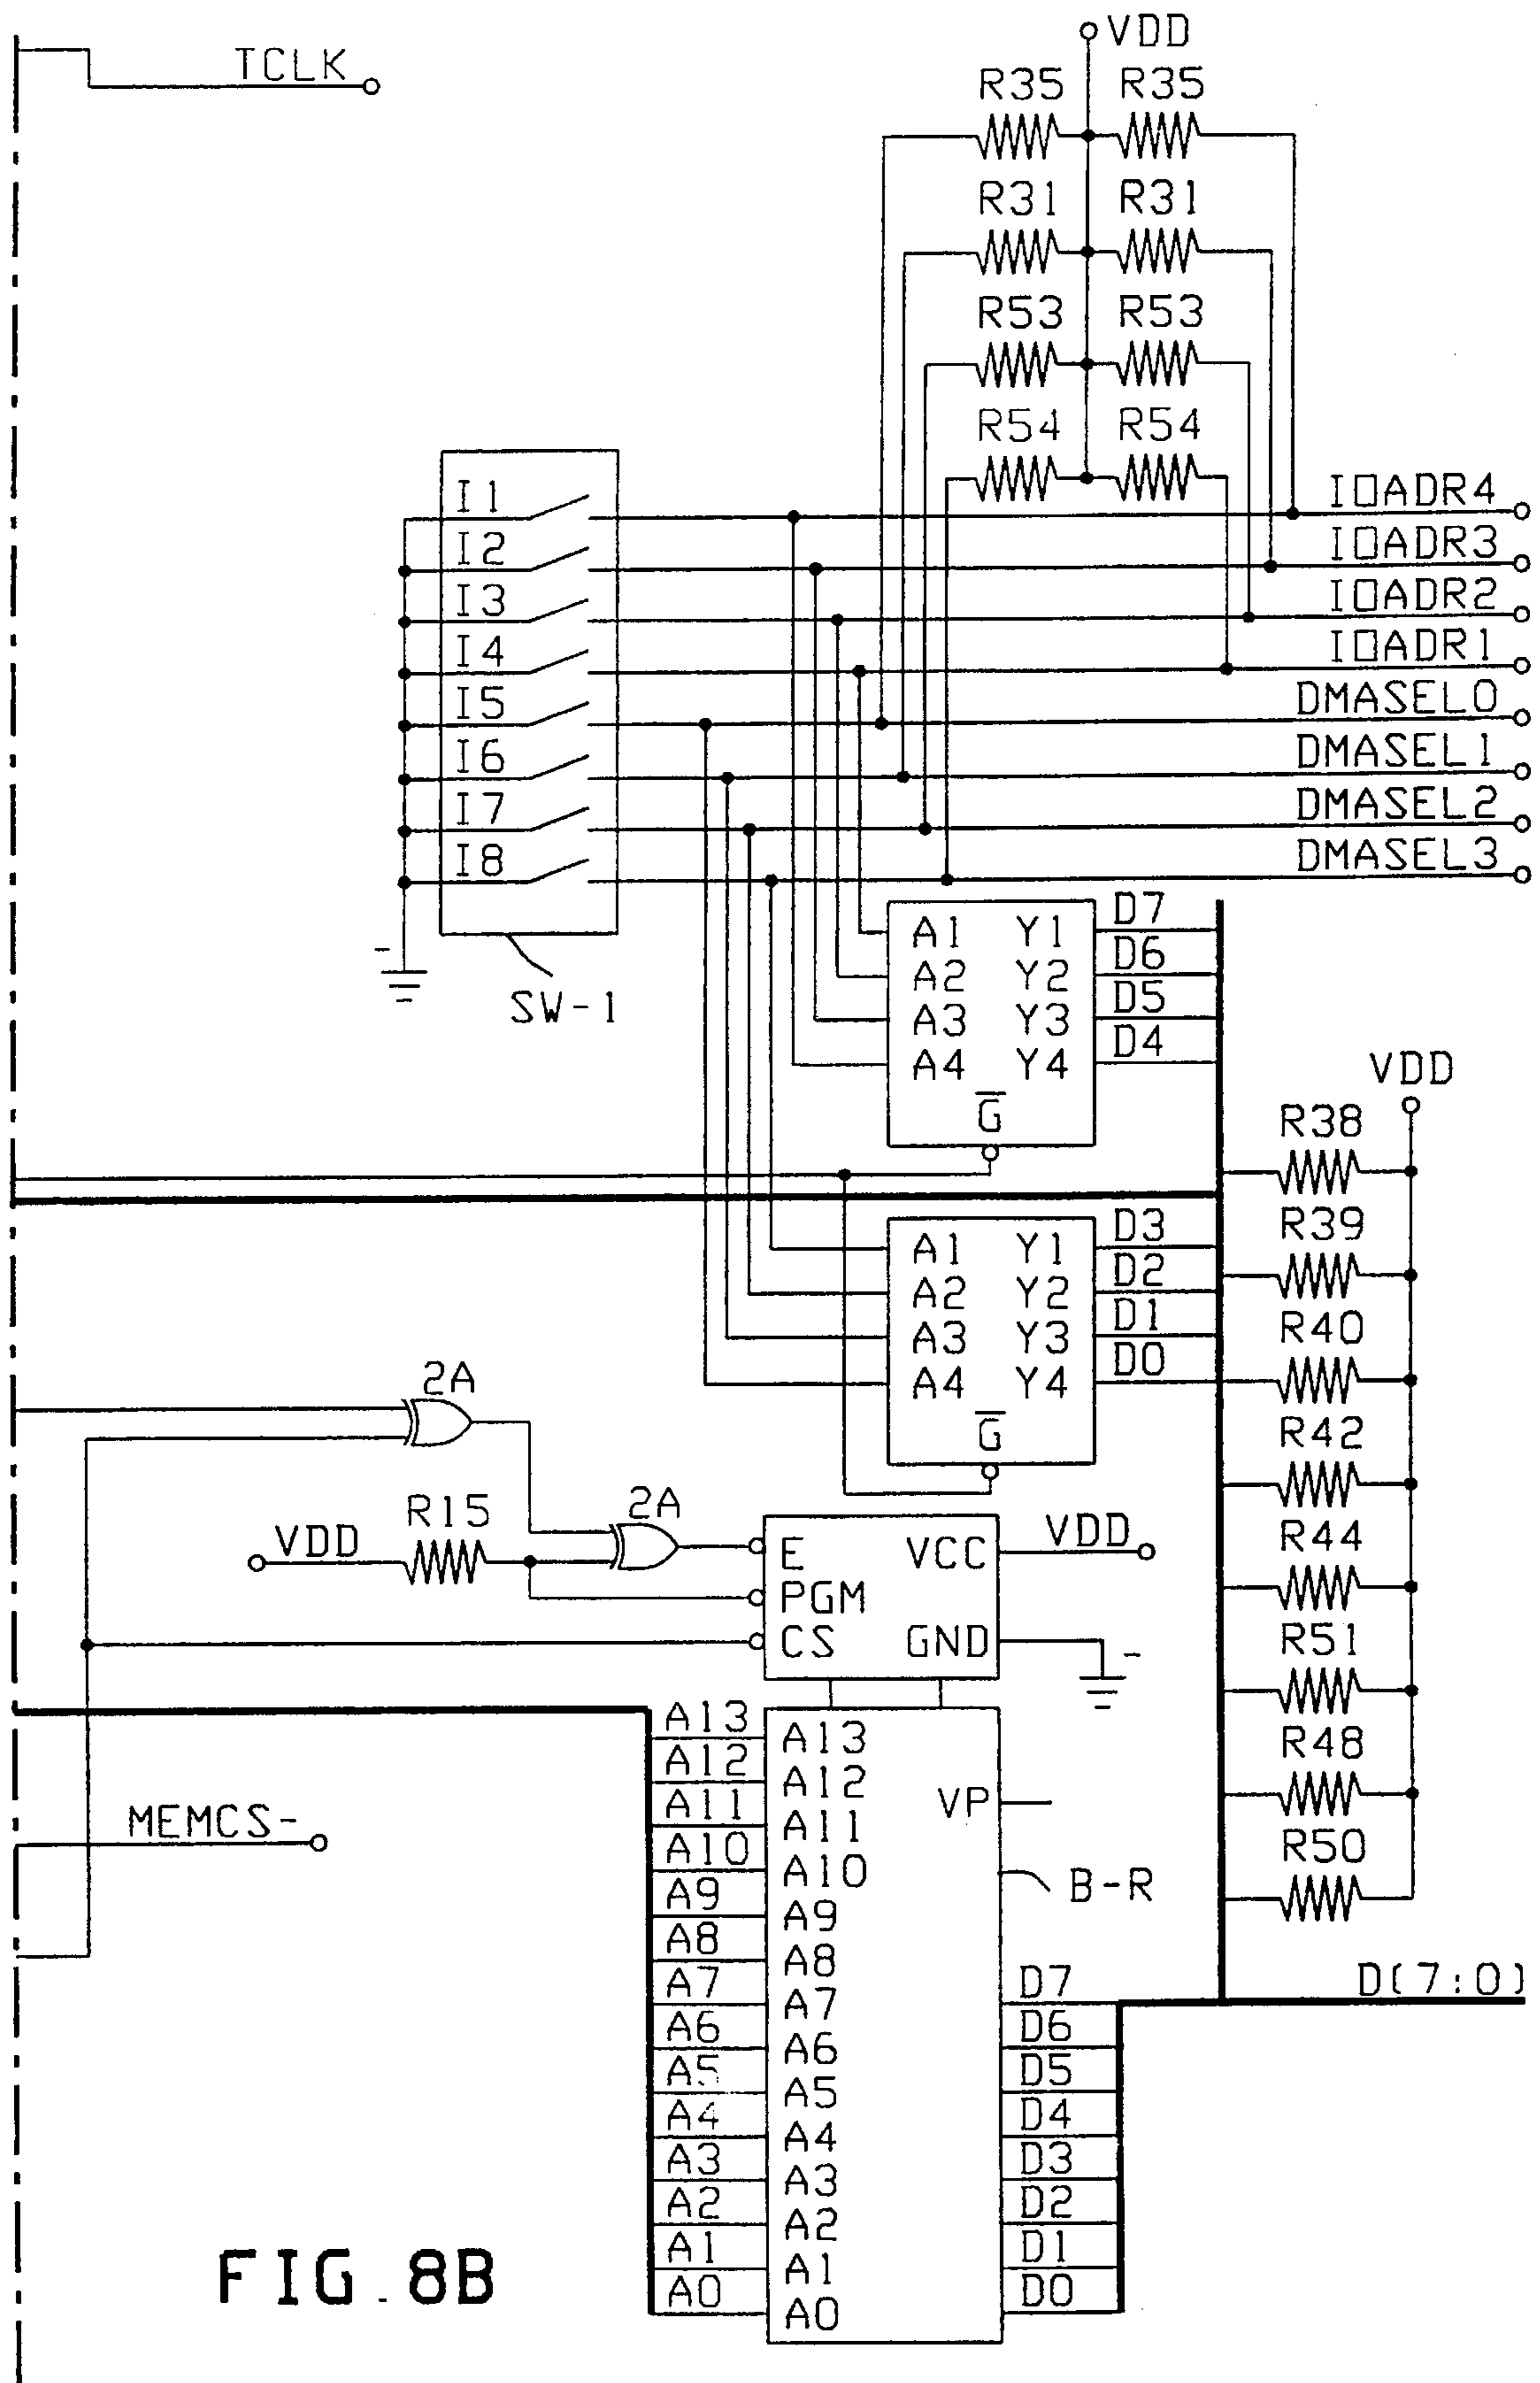 VDD
TCLK
R35 R35
R31 R31
R53 R53
R54 R54
I1 IOADR4
I2 IOADR3
I3 IOADR2
I4 IOADR1
I5 DMASEL0
I6 DMASEL1
I7 DMASEL2
I8 DMASEL3
SW-1
A1 Y1 D7
A2 Y2 D6
A3 Y3 D5
A4 Y4 D4
G
VDD
R38
R39
R40
R42
R44
R51
R48
R50
A1 Y1 D3
A2 Y2 D2
A3 Y3 D1
A4 Y4 D0
G
2A
2A
VDD R15
E VCC VDD
PGM
CS GND
A13 A13
A12 A12
A11 A11
A10 A10
A9 A9
A8 A8
A7 A7
A6 A6
A5 A5
A4 A4
A3 A3
A2 A2
A1 A1
A0 A0
VP
B-R
MEMCS-
D7
D6
D5
D4
D3
D2
D1
D0
D(7:0)
FIG. 8B